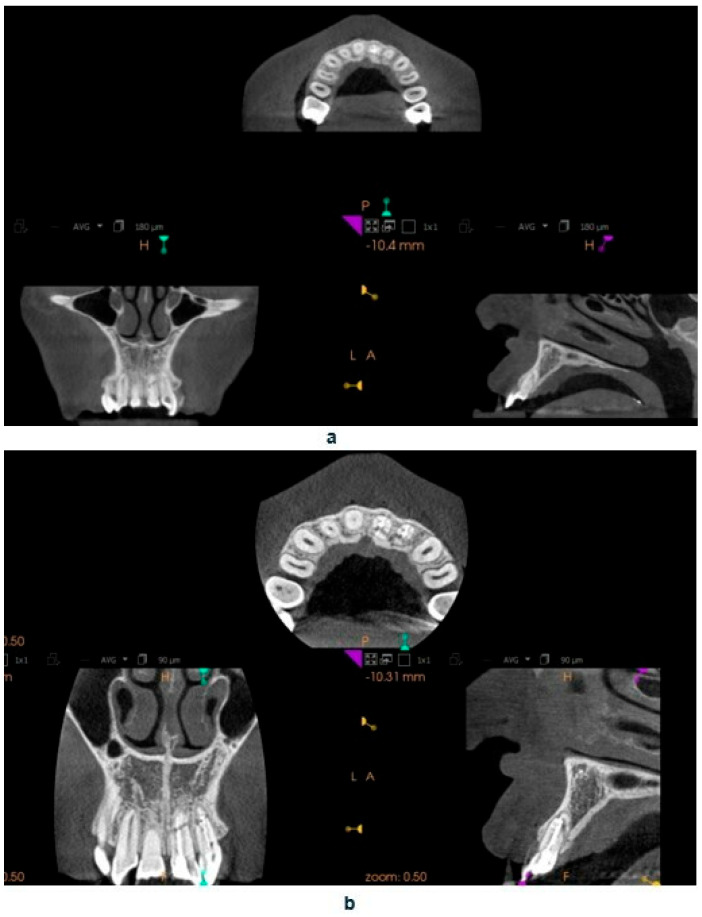 P
AVG 180 µm 1x1 AVG 180 µm
H -10.4 mm H
L A
a
0.50 P
1x1 AVG 90 µm 1x1 AVG 90 µm
m H -10.31 mm H
L A
0.50 F zoom: 0.50 F
b